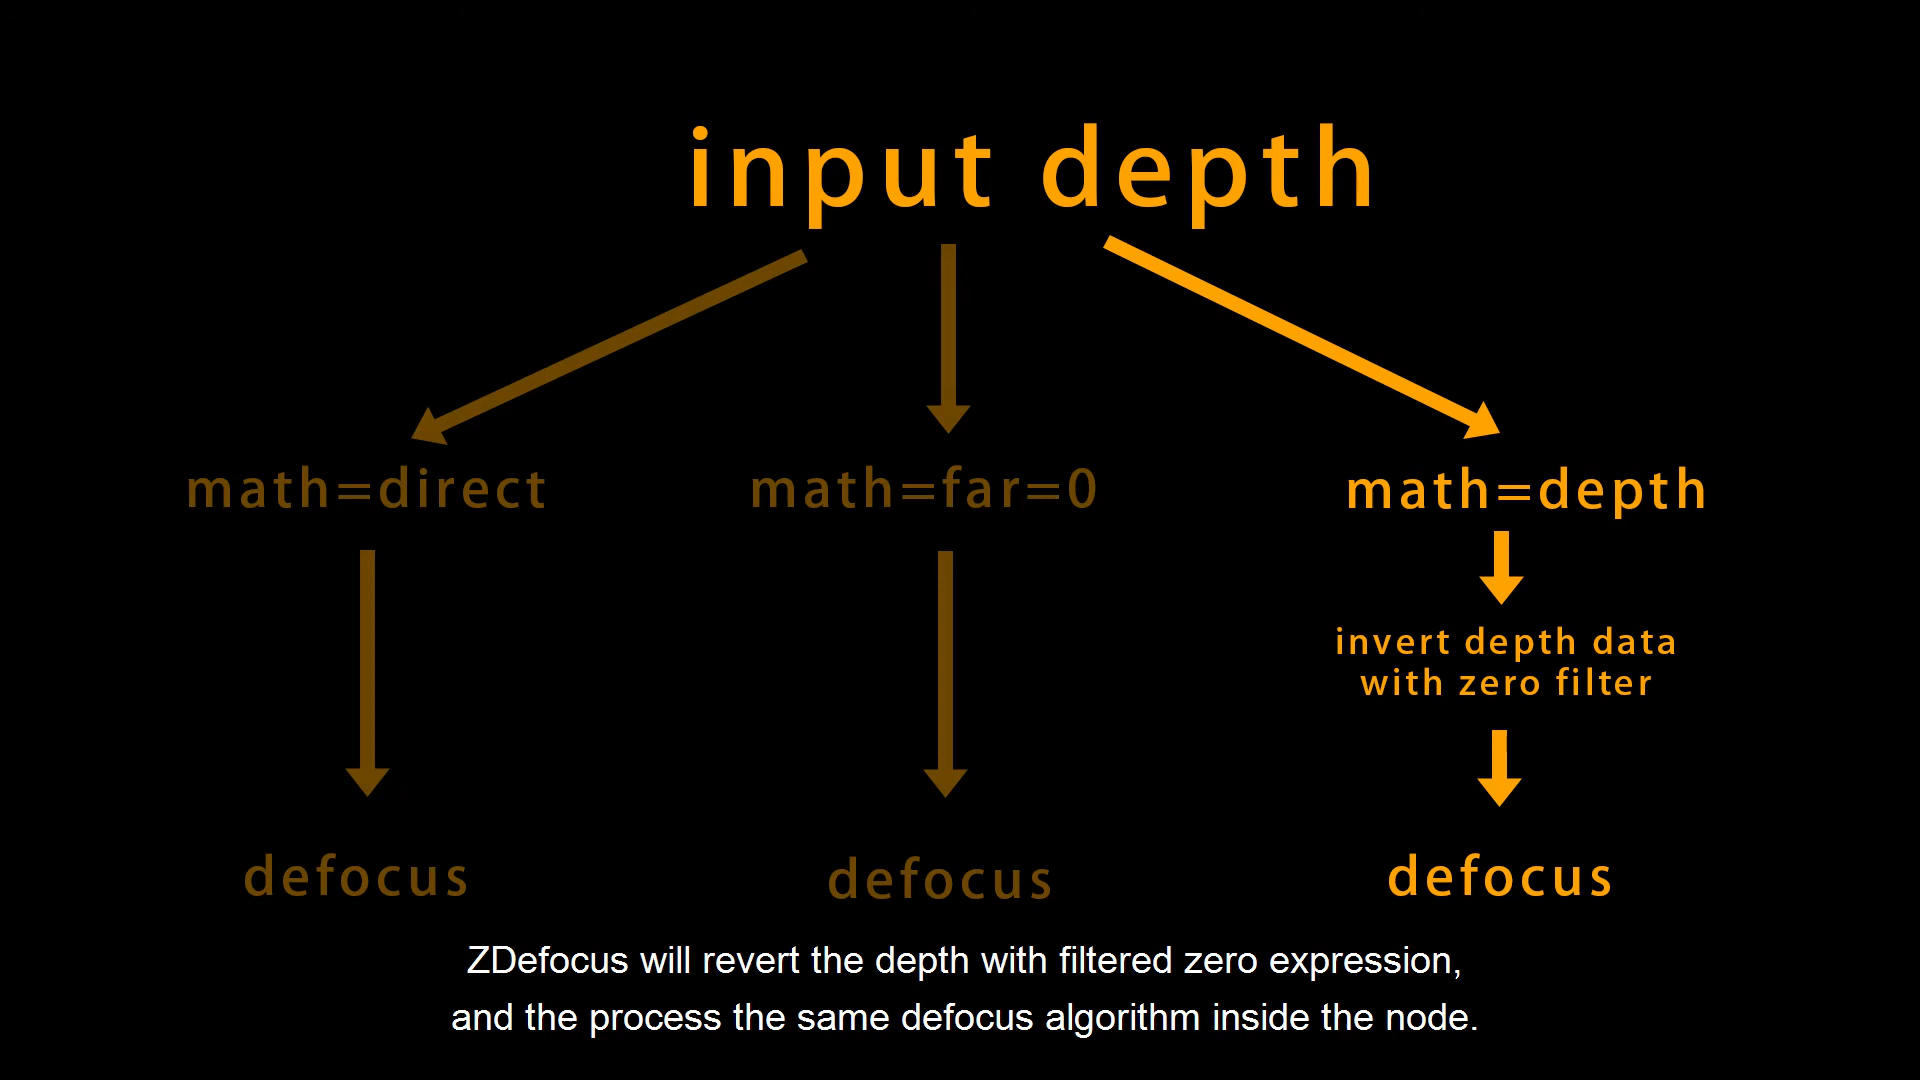 input depth
math=direct
math=far=0
math=depth
invert depth data
with zero filter
defocus
defocus
defocus
ZDefocus will revert the depth with filtered zero expression,
and the process the same defocus algorithm inside the node.